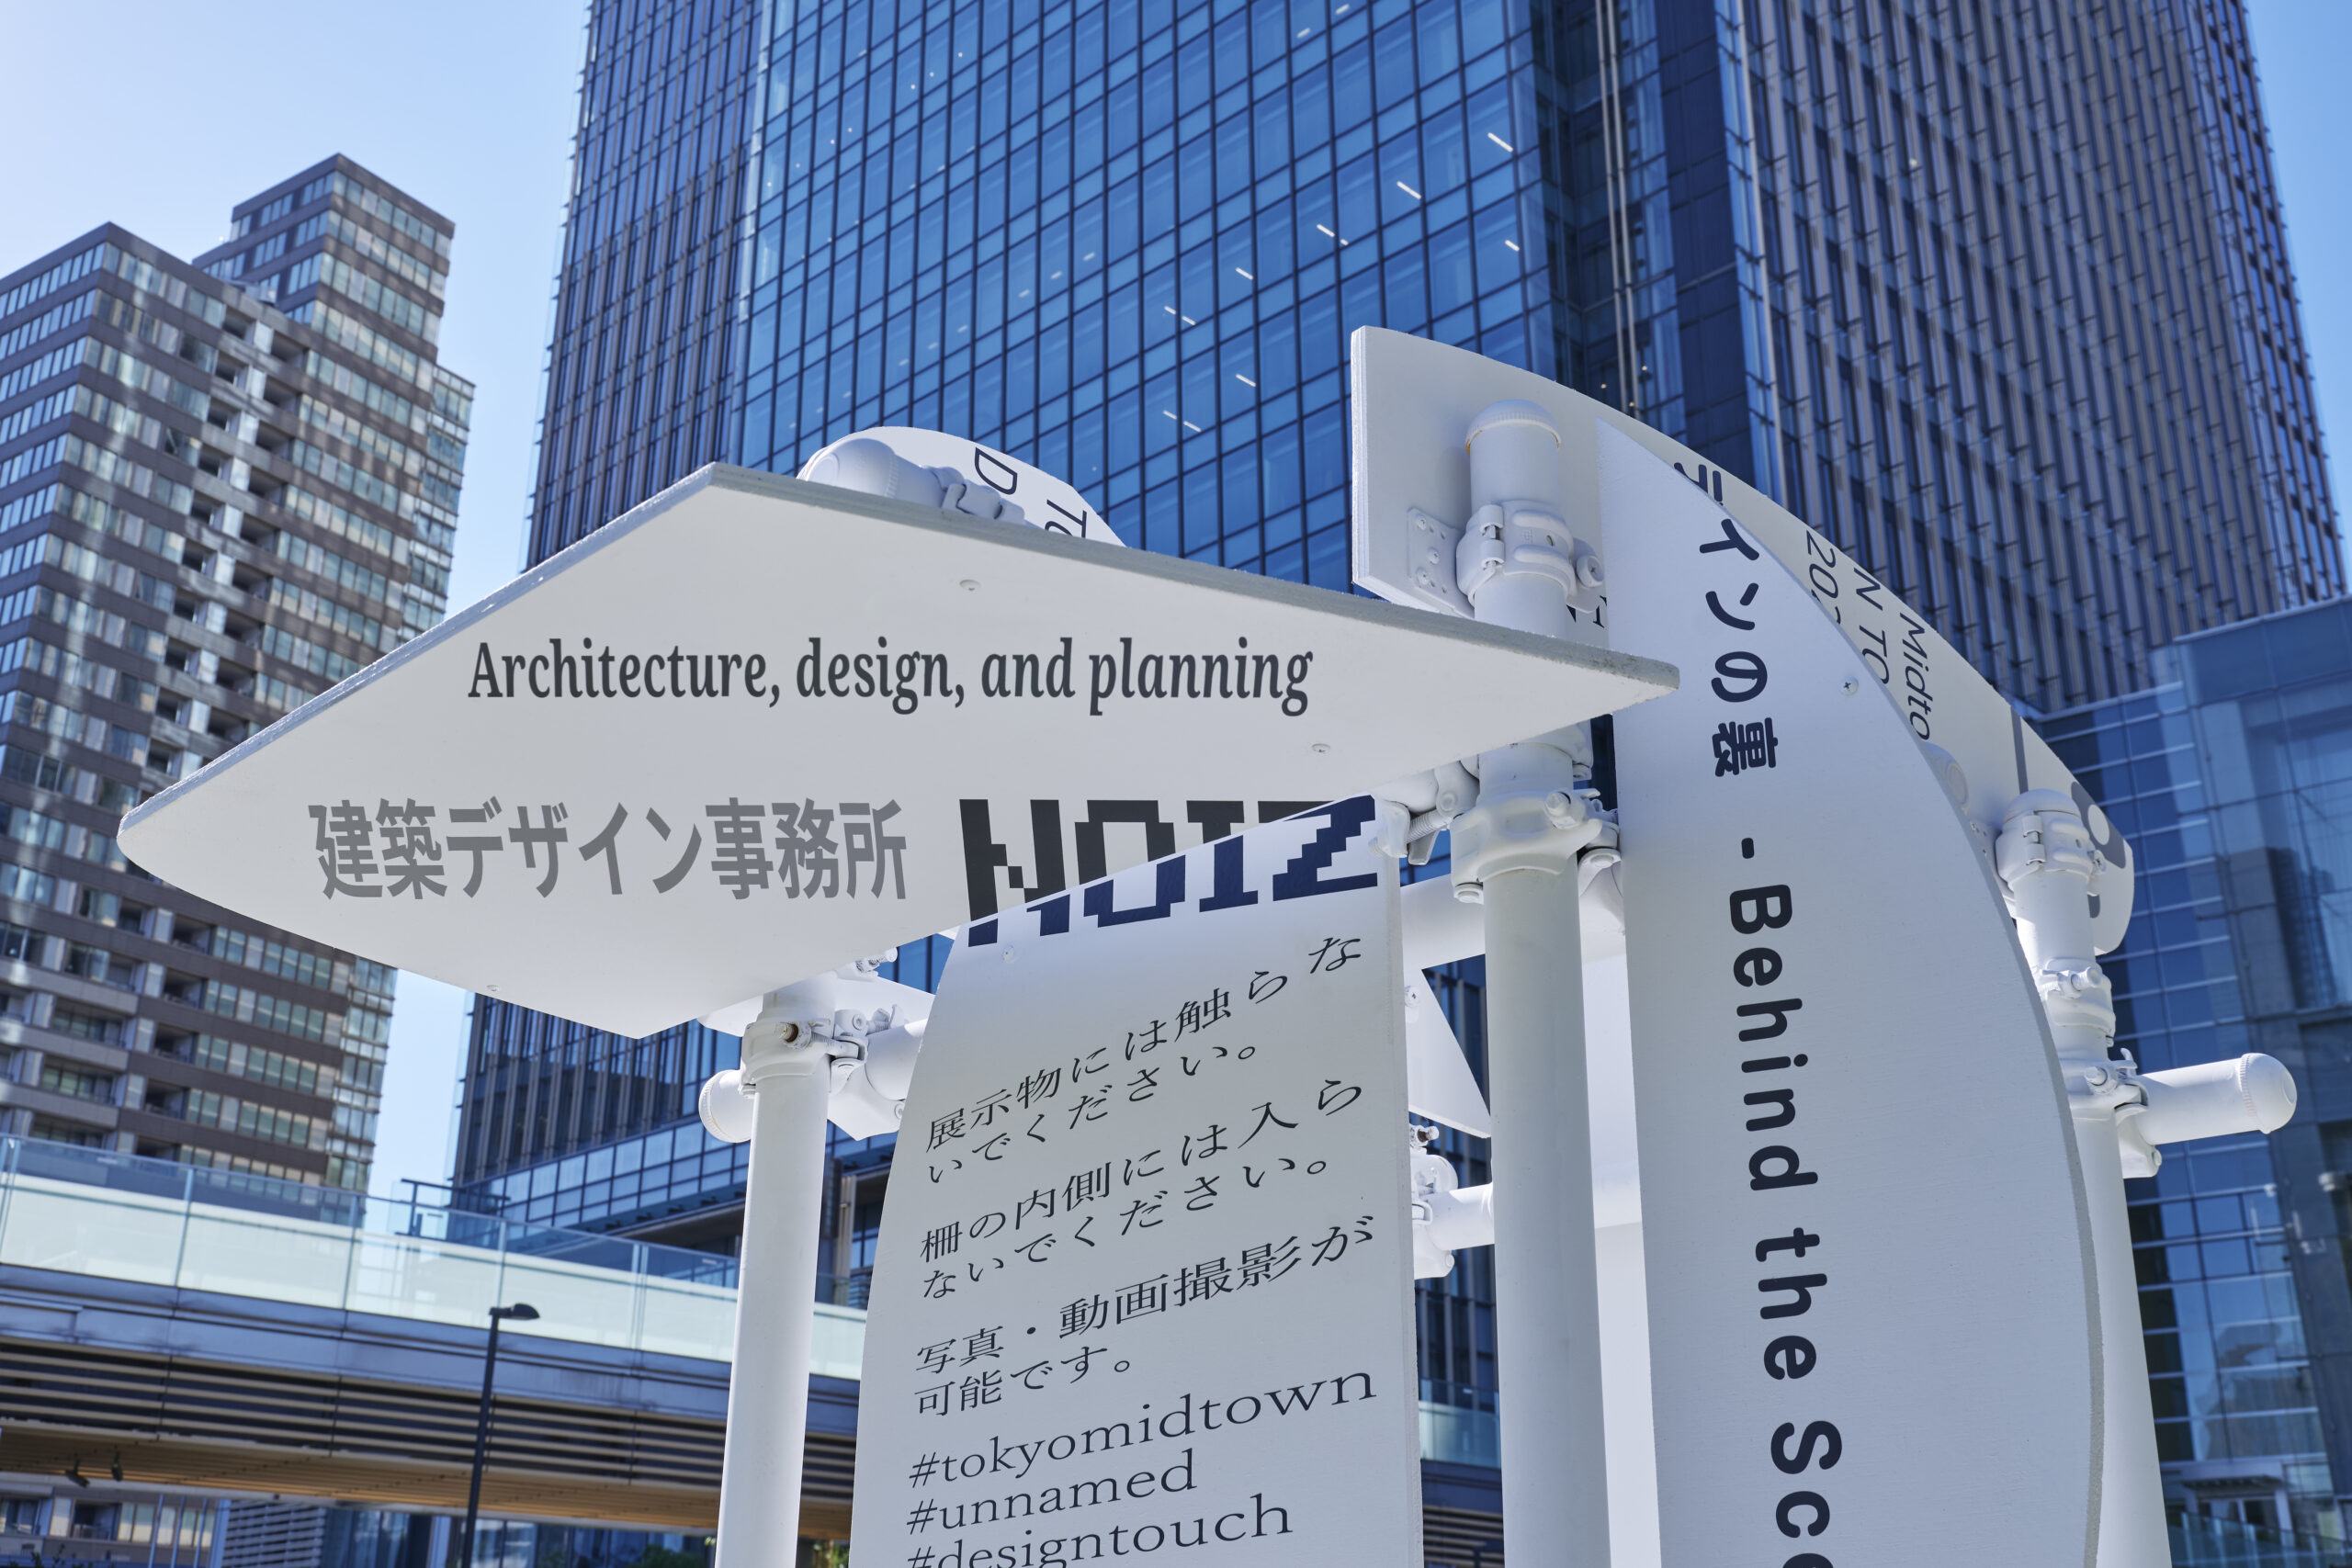 Architecture, design, and planning
建築デザイン事務所 NOIZ
展示物には触らな
いでください。
柵の内側には入ら
ないでください。
写真・動画撮影が
可能です。
#tokyomidtown
#unnamed
#designtouch
インの裏 - Behind the Sce
Midto
N TO
D